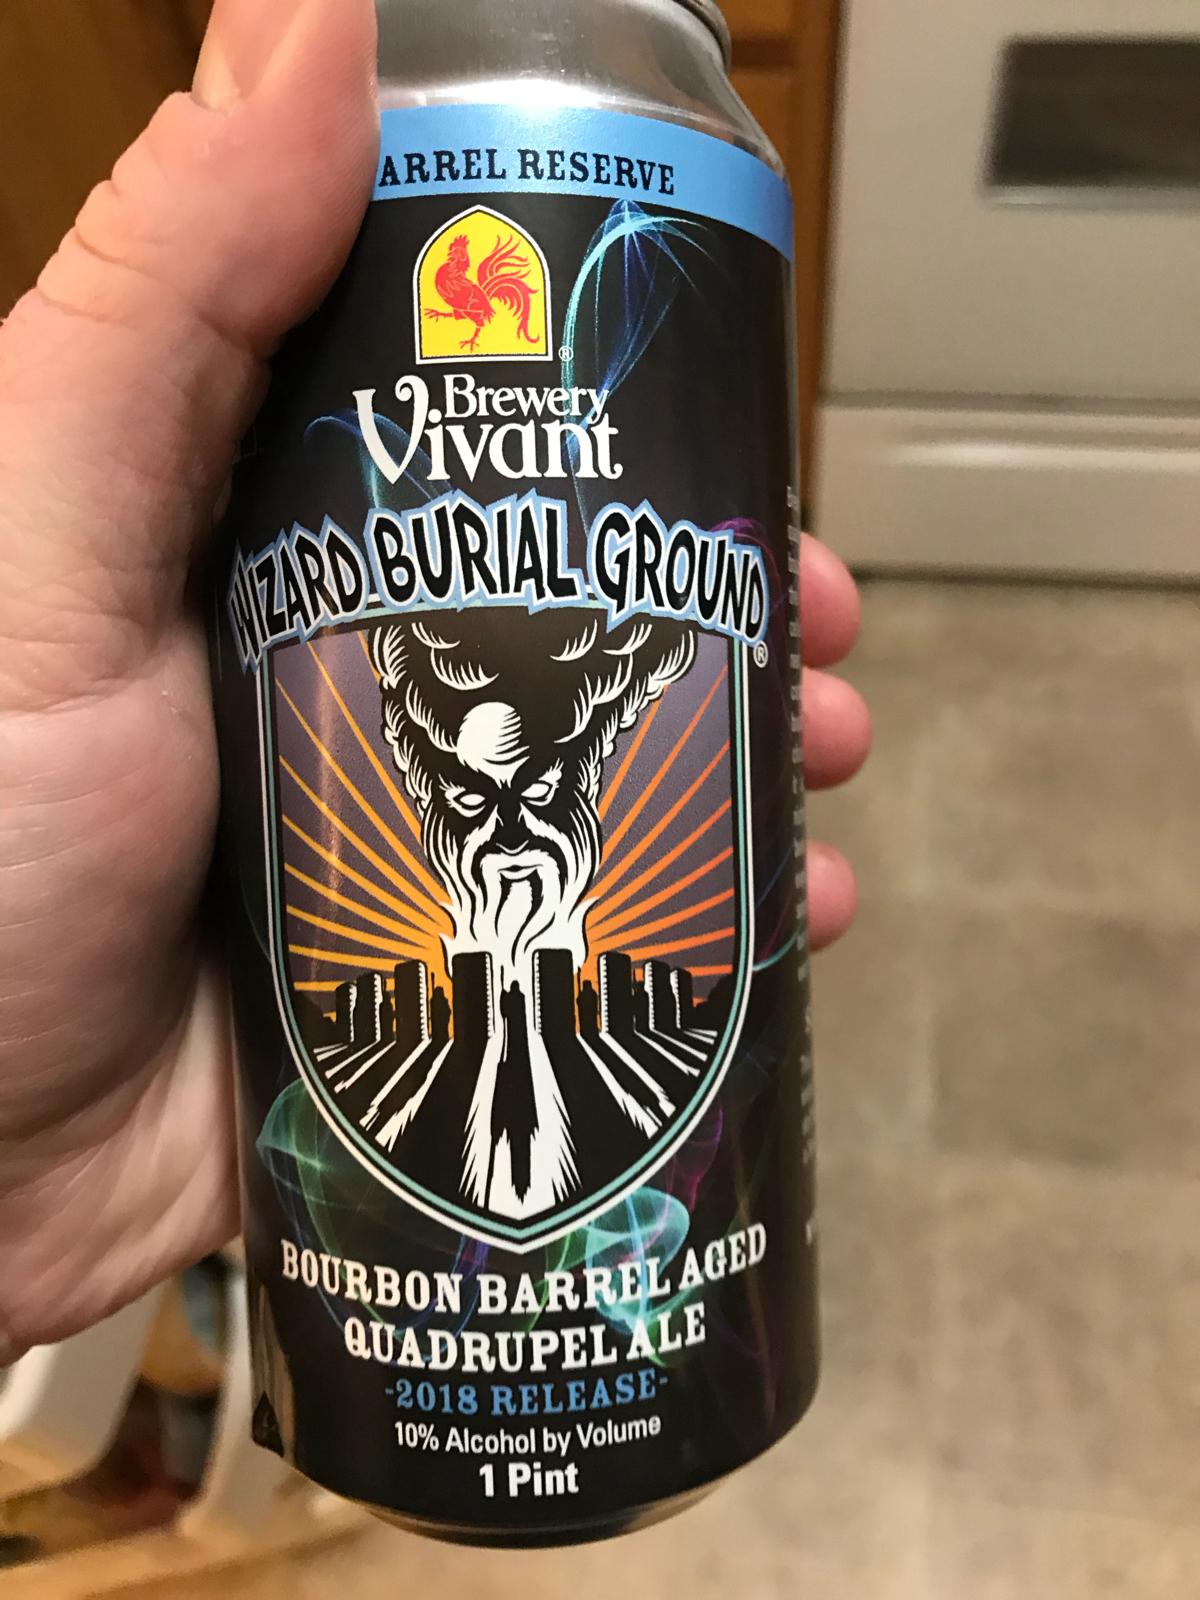 ARREL RESERVE
®
Brewery
Vivant
WIZARD BURIAL GROUND
®
BOURBON BARREL AGED
QUADRUPEL ALE
-2018 RELEASE-
10% Alcohol by Volume
1 Pint